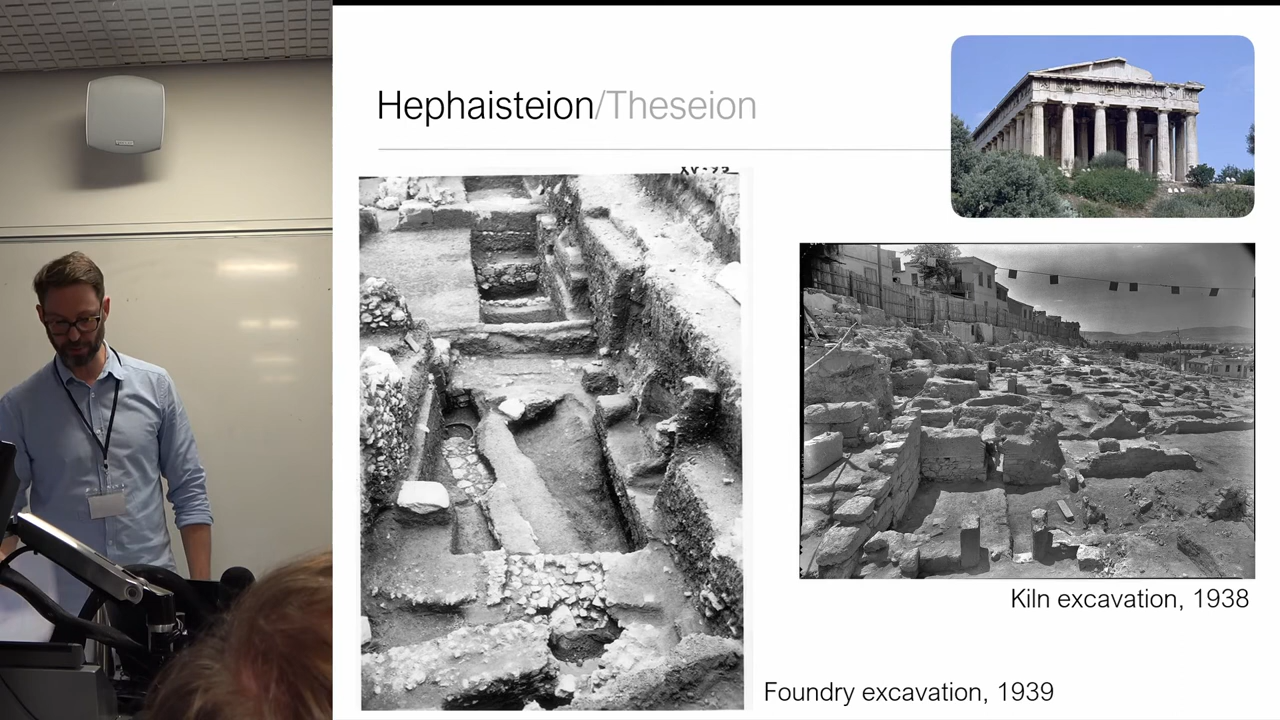 Hephaisteion/Theseion
Kiln excavation, 1938
Foundry excavation, 1939